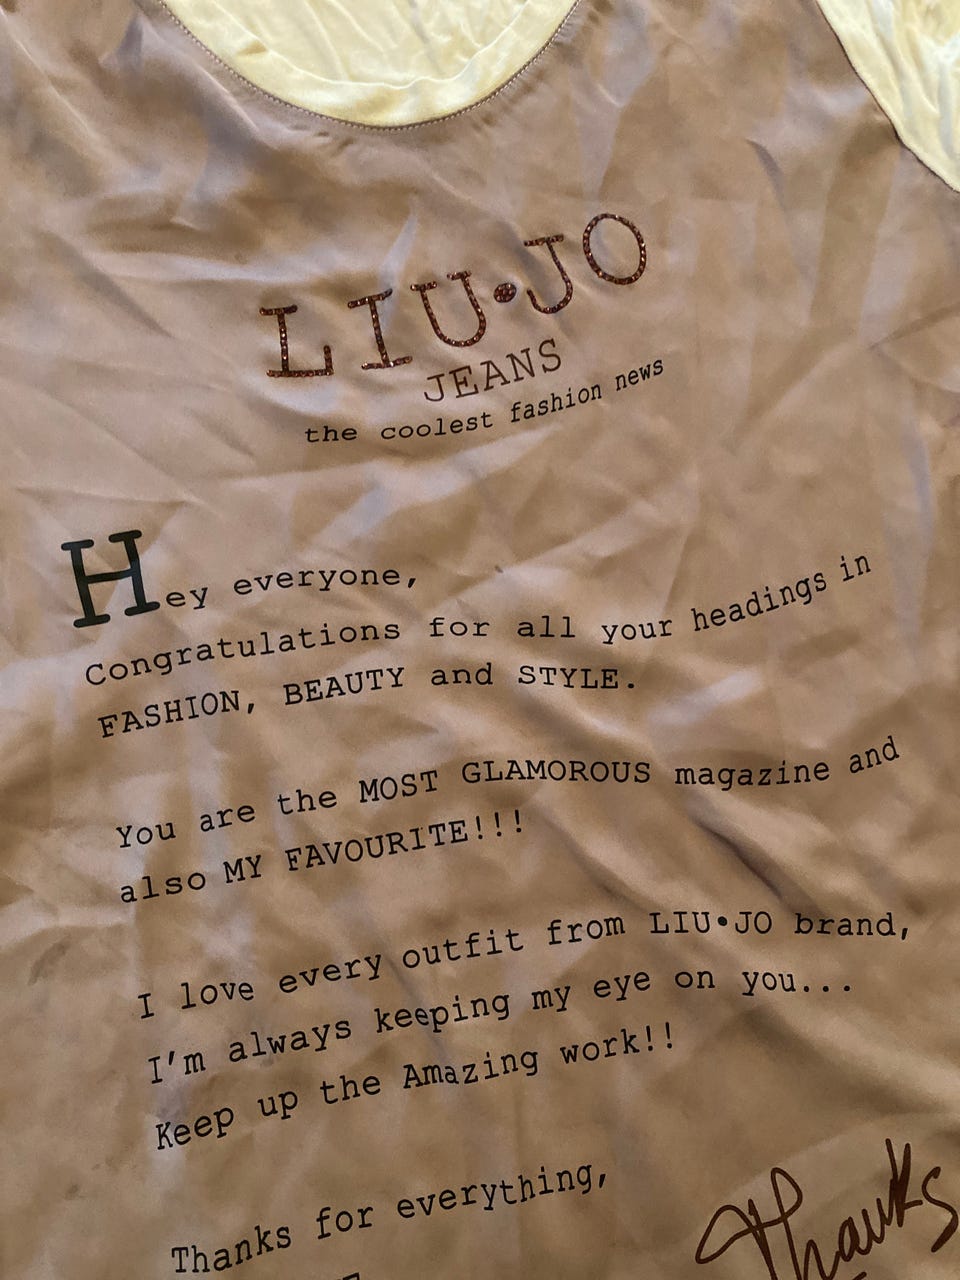 LIU•JO
JEANS
the coolest fashion news
Hey everyone,
Congratulations for all your headings in
FASHION, BEAUTY and STYLE.
You are the MOST GLAMOROUS magazine and
also MY FAVOURITE!!!
I love every outfit from LIU•JO brand,
I'm always keeping my eye on you...
Keep up the Amazing work!!
Thanks for everything,
Thanks